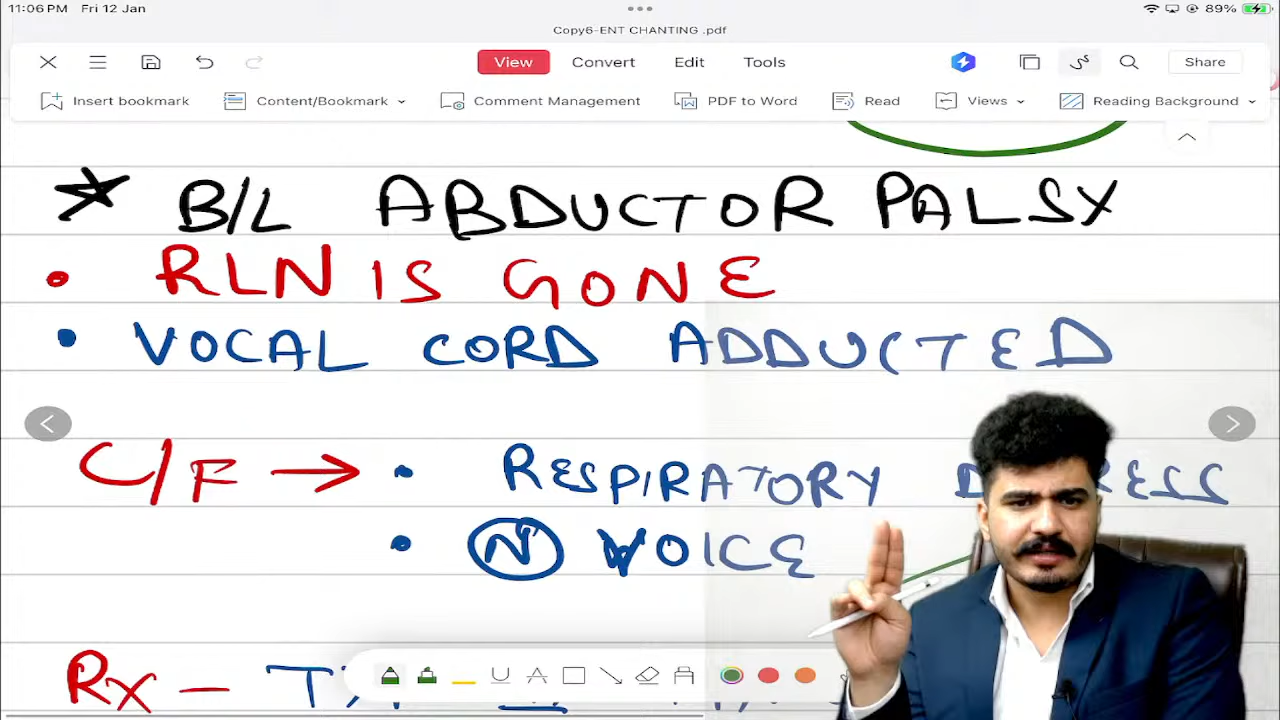 11:06 PM Fri 12 Jan 89%
Copy6-ENT CHANTING .pdf
View Convert Edit Tools Share
Insert bookmark Content/Bookmark Comment Management PDF to Word Read Views Reading Background
* B/L ABDUCTOR PALSY
• RLN IS GONE
• VOCAL CORD ADDUCTED
C/F → • RESPIRATORY
• N VOICE
Rx -